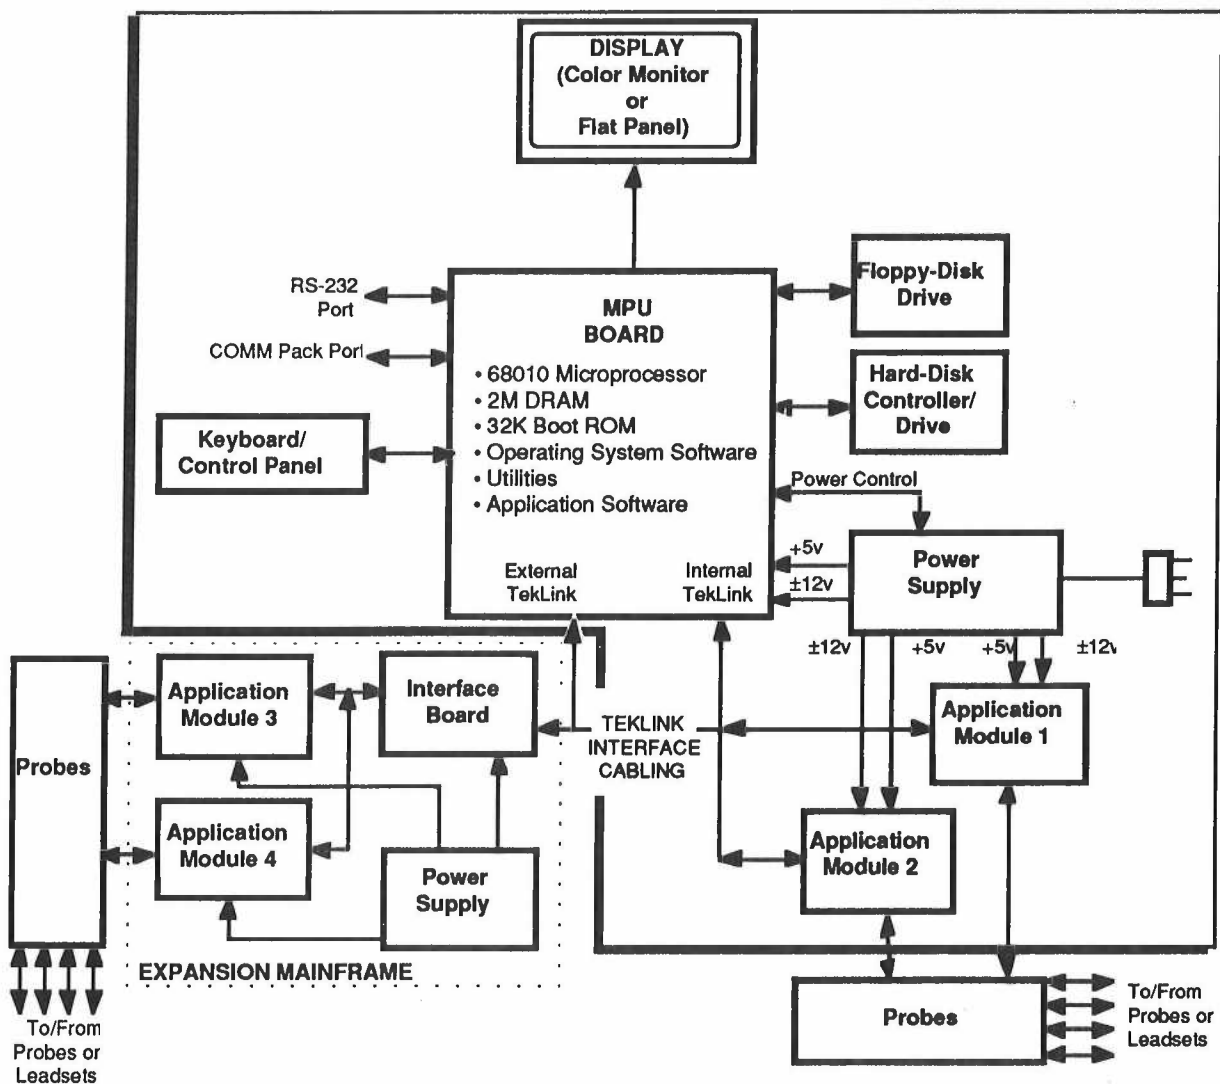 DISPLAY
(Color Monitor
or
Flat Panel)
RS-232
Port
COMM Pack Port
Keyboard/
Control Panel
MPU
BOARD
• 68010 Microprocessor
• 2M DRAM
• 32K Boot ROM
• Operating System Software
• Utilities
• Application Software
External
TekLink
Internal
TekLink
Floppy-Disk
Drive
Hard-Disk
Controller/
Drive
Power Control
+5v
±12v
Power
Supply
±12v
+5v
+5v
±12v
Application
Module 1
Application
Module 2
TEKLINK
INTERFACE
CABLING
Probes
Application
Module 3
Interface
Board
Application
Module 4
Power
Supply
EXPANSION MAINFRAME
To/From
Probes or
Leadsets
Probes
To/From
Probes or
Leadsets